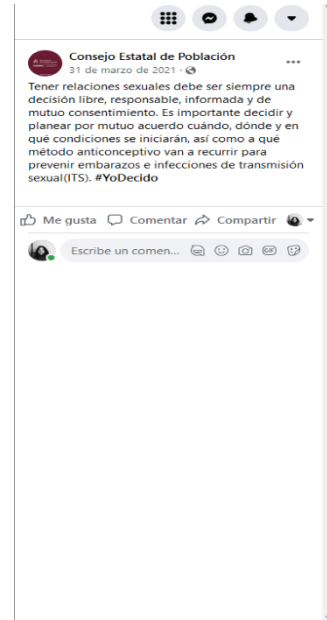 Consejo Estatal de Población
31 de marzo de 2021 ·
Tener relaciones sexuales debe ser siempre una
decisión libre, responsable, informada y de
mutuo consentimiento. Es importante decidir y
planear por mutuo acuerdo cuándo, dónde y en
qué condiciones se iniciarán, así como a qué
método anticonceptivo van a recurrir para
prevenir embarazos e infecciones de transmisión
sexual(ITS). #YoDecido
Me gusta Comentar Compartir
Escribe un comen... GIF